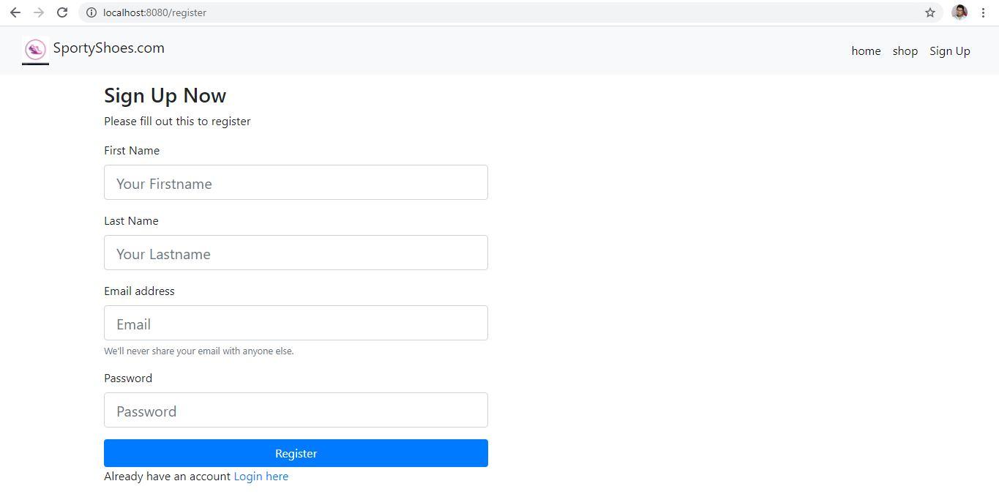 localhost:8080/register
SportyShoes.com
home shop Sign Up
Sign Up Now
Please fill out this to register
First Name
Your Firstname
Last Name
Your Lastname
Email address
Email
We'll never share your email with anyone else.
Password
Password
Register
Already have an account Login here